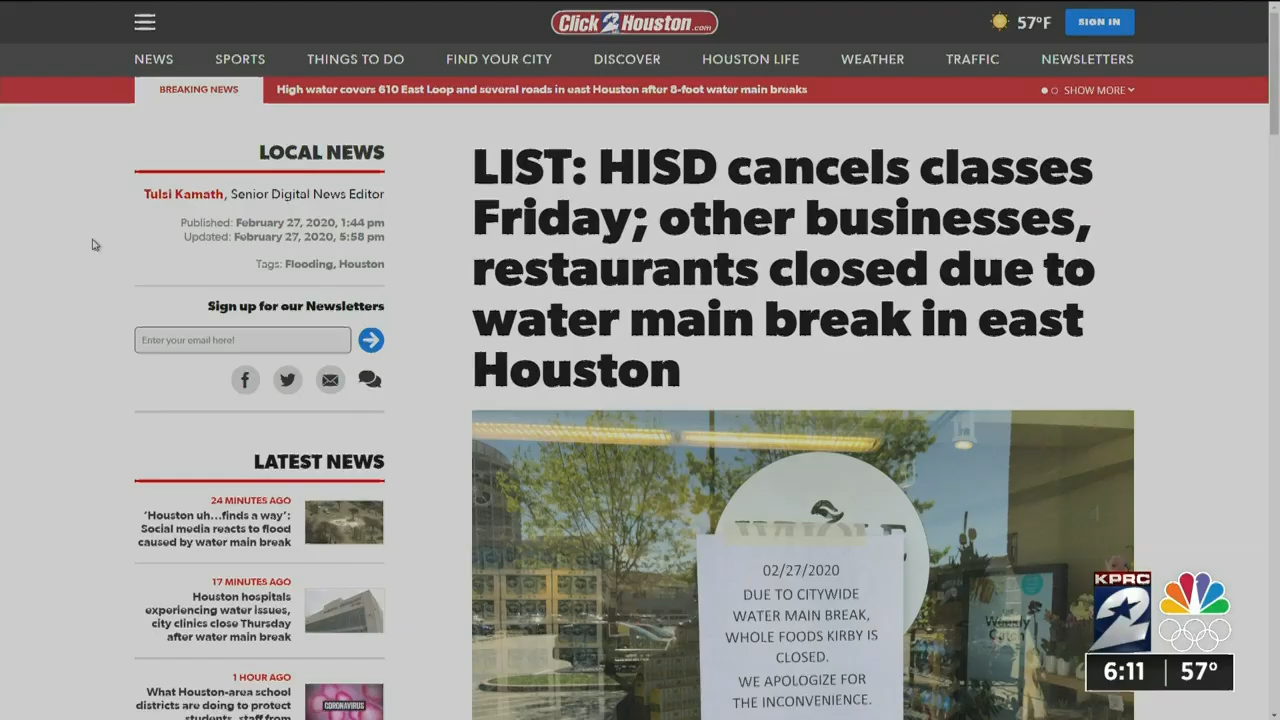 Click2Houston.com
57°F
SIGN IN
NEWS
SPORTS
THINGS TO DO
FIND YOUR CITY
DISCOVER
HOUSTON LIFE
WEATHER
TRAFFIC
NEWSLETTERS
BREAKING NEWS
High water covers 610 East Loop and several roads in east Houston after 8-foot water main breaks
SHOW MORE
LOCAL NEWS
Tulsi Kamath, Senior Digital News Editor
Published: February 27, 2020, 1:44 pm
Updated: February 27, 2020, 5:58 pm
Tags: Flooding, Houston
Sign up for our Newsletters
Enter your email here!
LATEST NEWS
24 MINUTES AGO
‘Houston uh...finds a way’:
Social media reacts to flood
caused by water main break
17 MINUTES AGO
Houston hospitals
experiencing water issues,
city clinics close Thursday
after water main break
1 HOUR AGO
What Houston-area school
districts are doing to protect
students, staff from
CORONAVIRUS
LIST: HISD cancels classes
Friday; other businesses,
restaurants closed due to
water main break in east
Houston
02/27/2020
DUE TO CITYWIDE
WATER MAIN BREAK,
WHOLE FOODS KIRBY IS
CLOSED.
WE APOLOGIZE FOR
THE INCONVENIENCE.
KPRC
2
6:11
57°